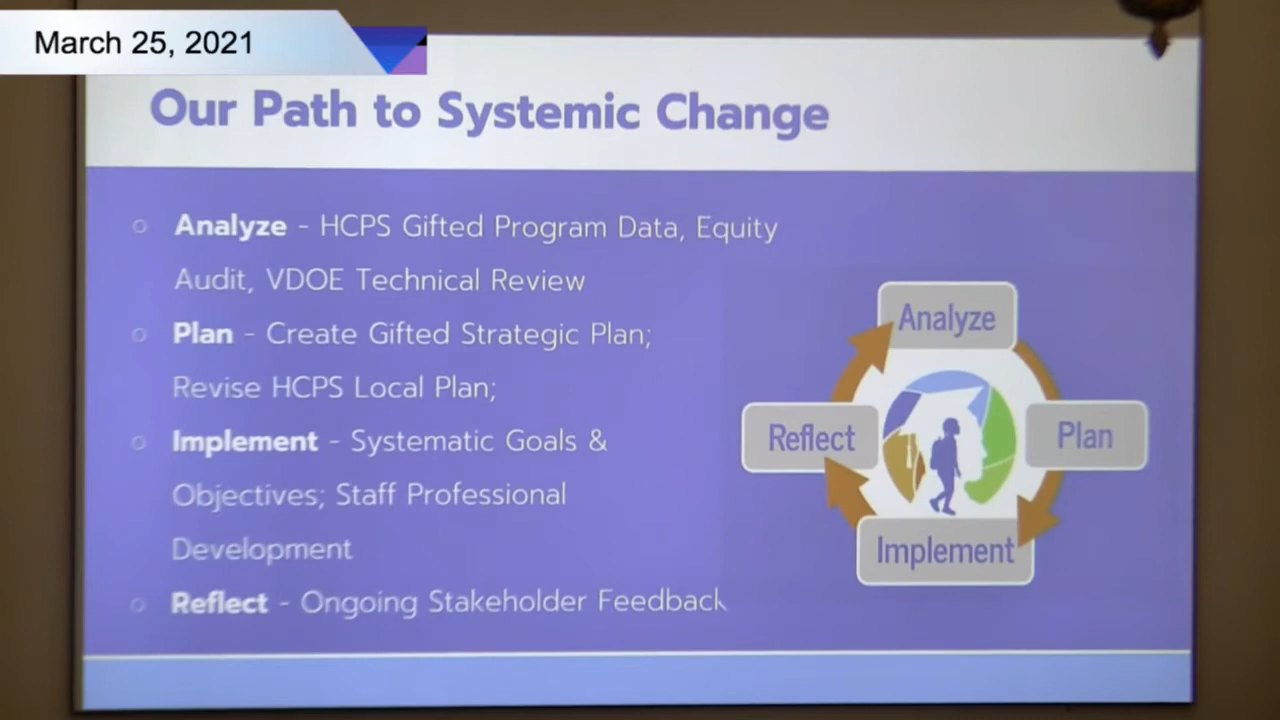 March 25, 2021
Our Path to Systemic Change
Analyze - HCPS Gifted Program Data, Equity
Audit, VDOE Technical Review
Plan - Create Gifted Strategic Plan;
Revise HCPS Local Plan;
Implement - Systematic Goals &
Objectives; Staff Professional
Development
Reflect - Ongoing Stakeholder Feedback
Analyze
Reflect
Plan
Implement